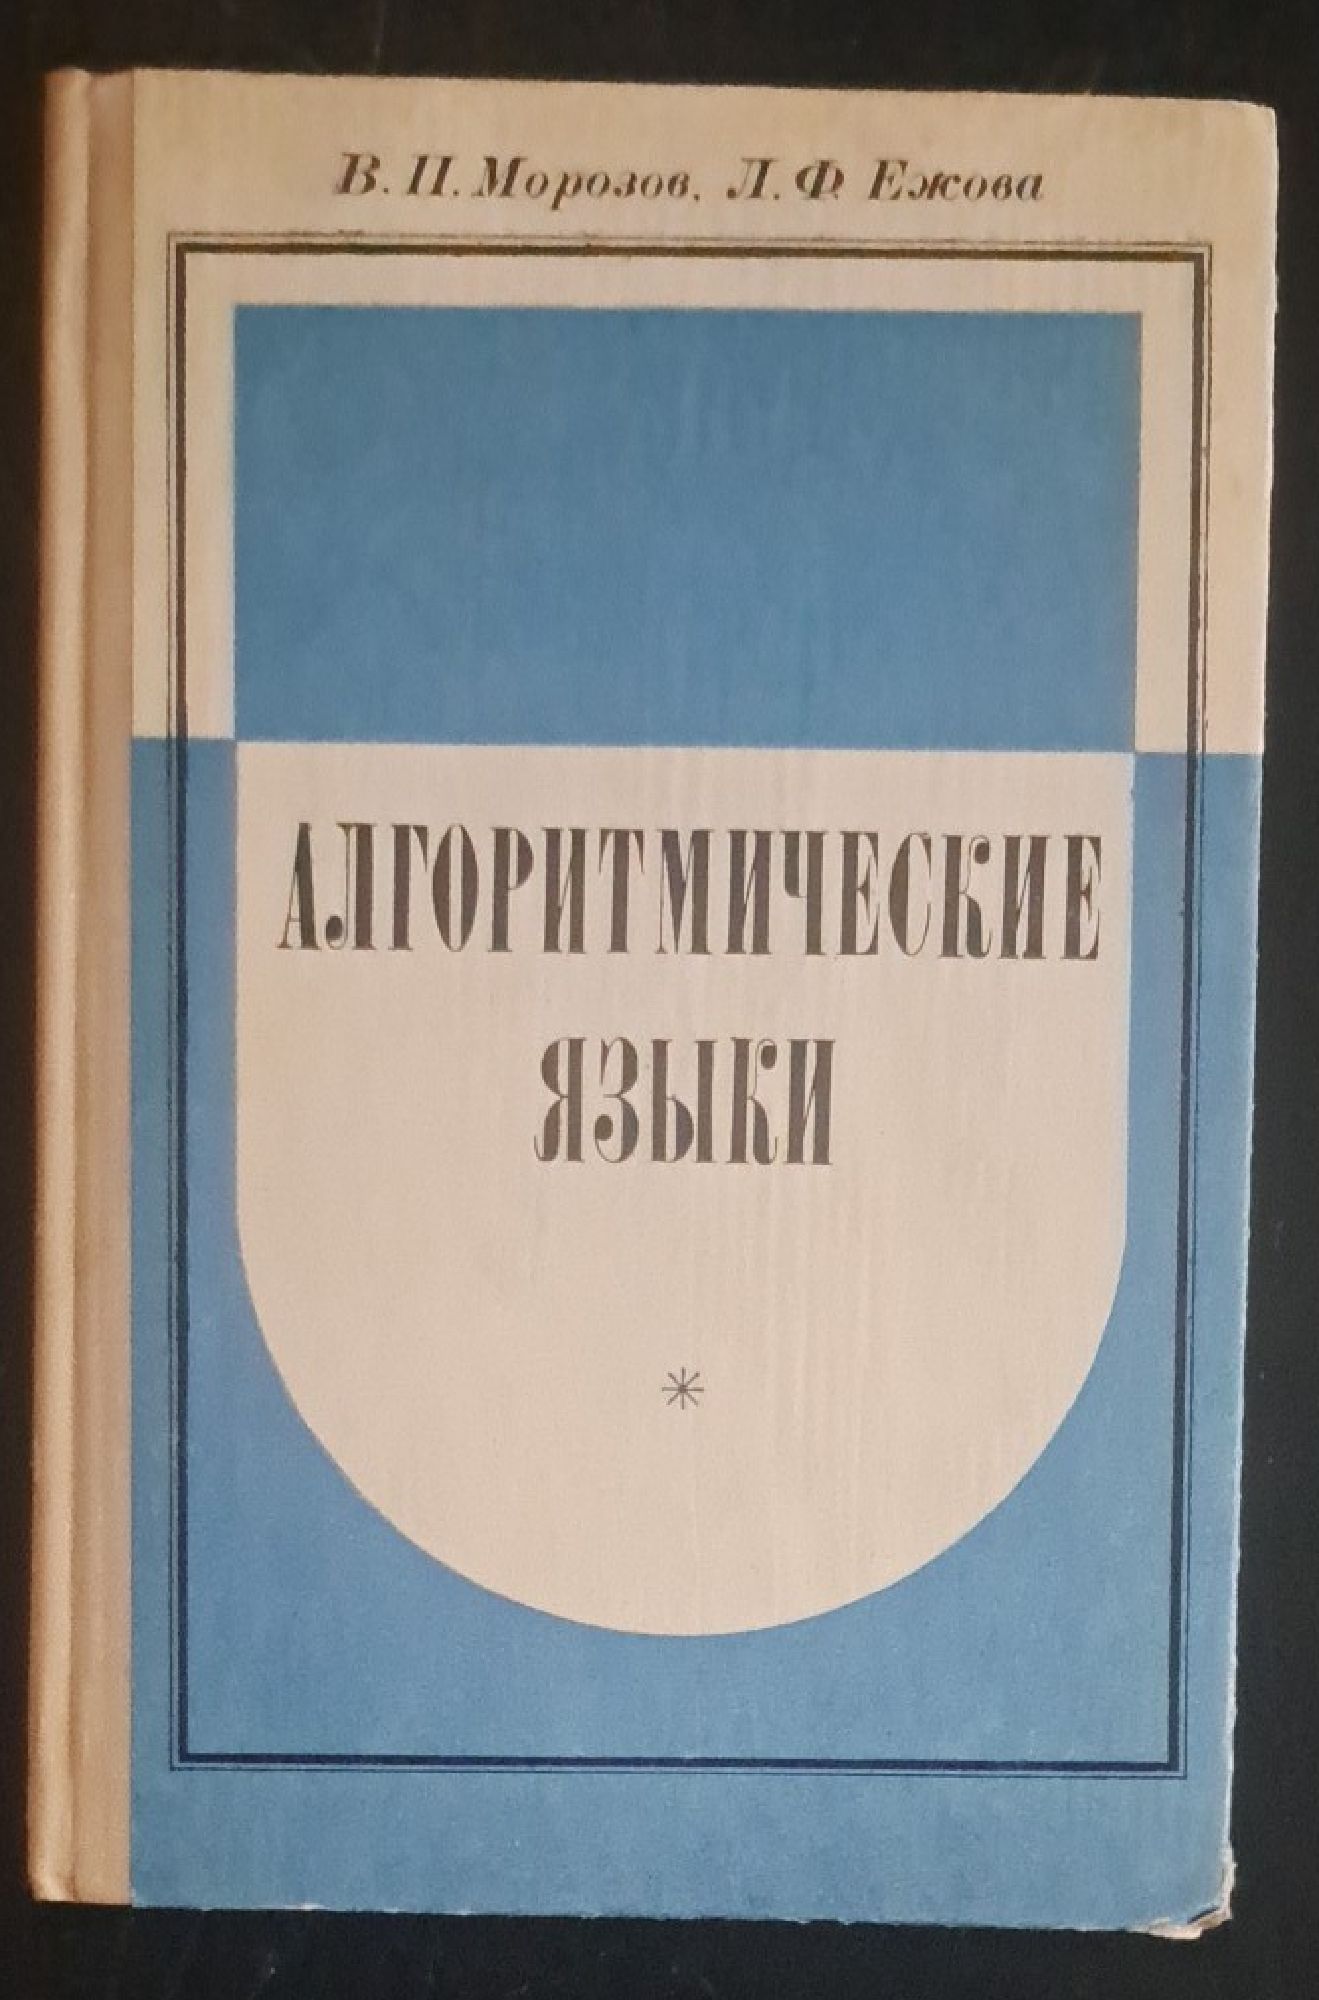 В. П. Морозов, Л. Ф. Ежова
АЛГОРИТМИЧЕСКИЕ
ЯЗЫКИ